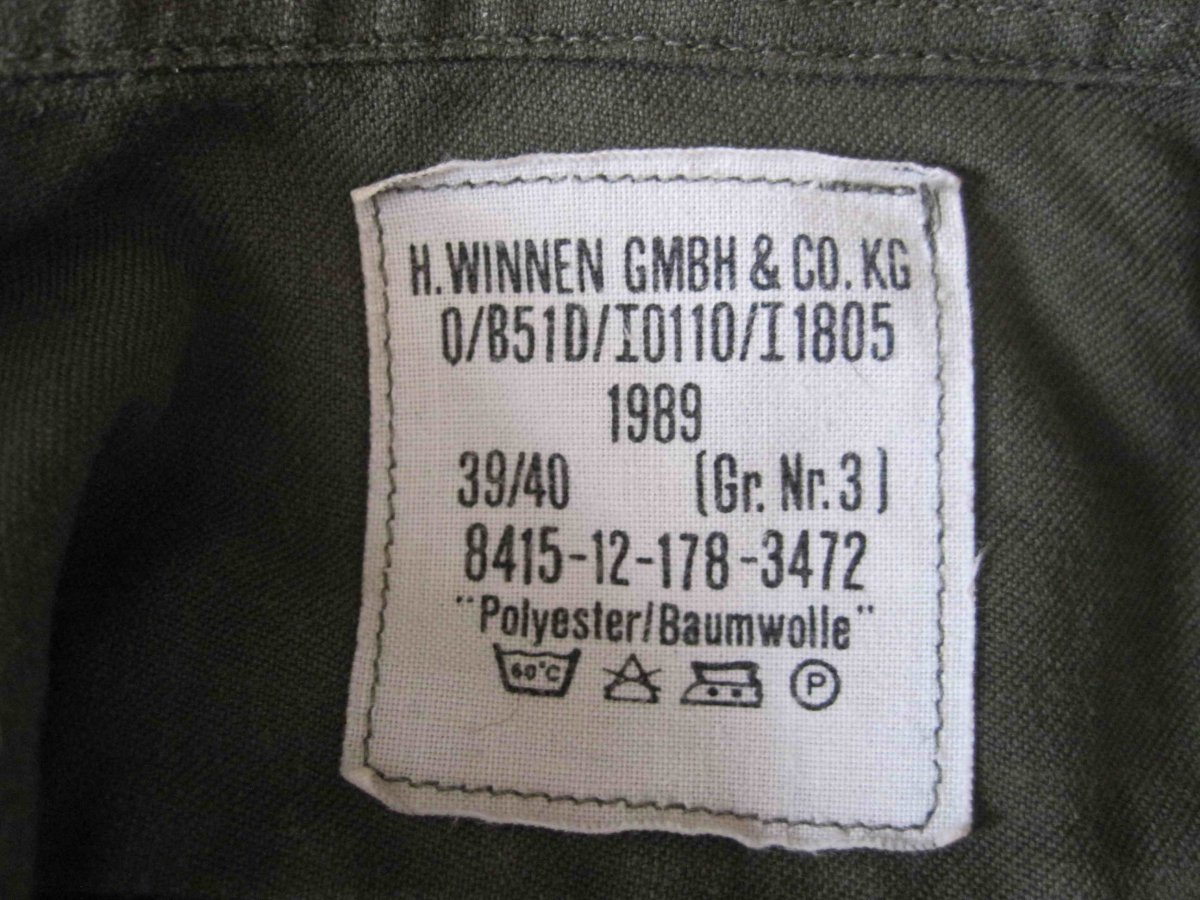 H. WINNEN GMBH & CO. KG
0/B51D/I0110/I1805
1989
39/40 (Gr. Nr. 3)
8415-12-178-3472
"Polyester/Baumwolle"
60°C P